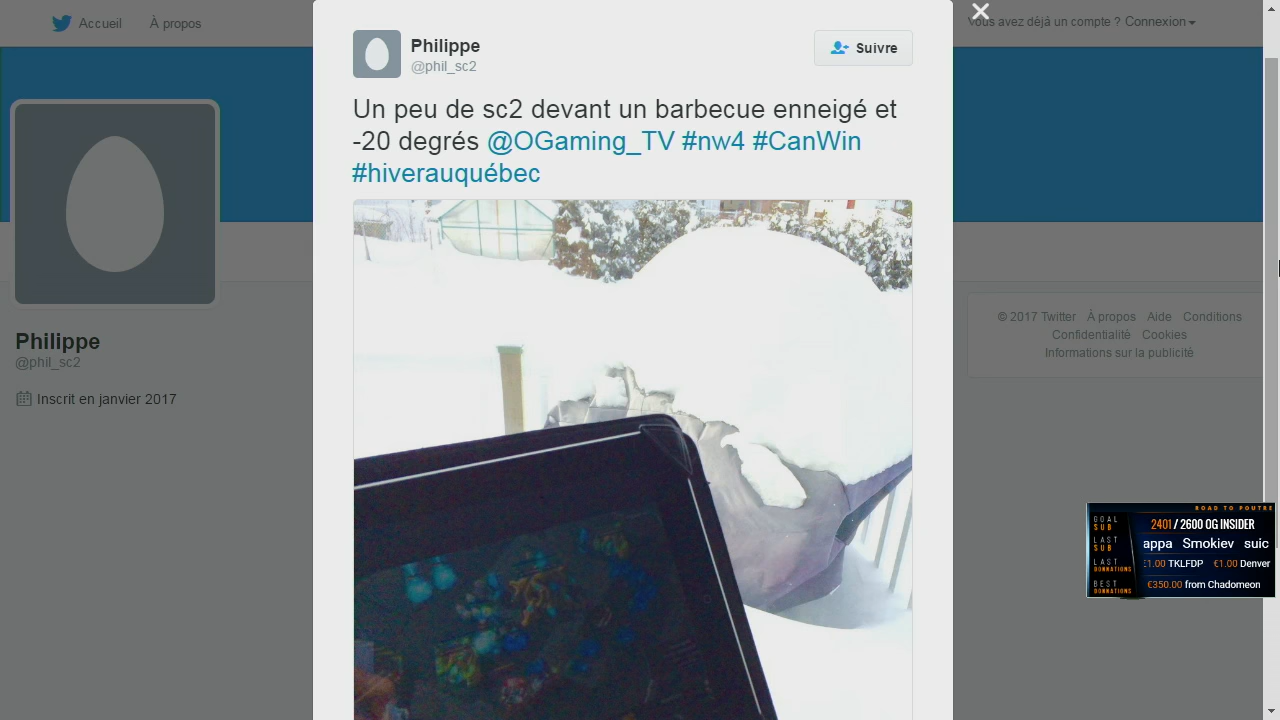 Accueil
À propos
Vous avez déjà un compte ? Connexion
Philippe
@phil_sc2
Suivre
Un peu de sc2 devant un barbecue enneigé et
-20 degrés @OGaming_TV #nw4 #CanWin
#hiverauquébec
Philippe
@phil_sc2
Inscrit en janvier 2017
© 2017 Twitter À propos Aide Conditions
Confidentialité Cookies
Informations sur la publicité
ROAD TO POUTRE
GOAL
SUB
2401 / 2600 OG INSIDER
LAST
SUB
appa Smokiev suic
LAST
DONNATIONS
€1.00 TKLFDP €1.00 Denver
BEST
DONNATIONS
€350.00 from Chadomeon